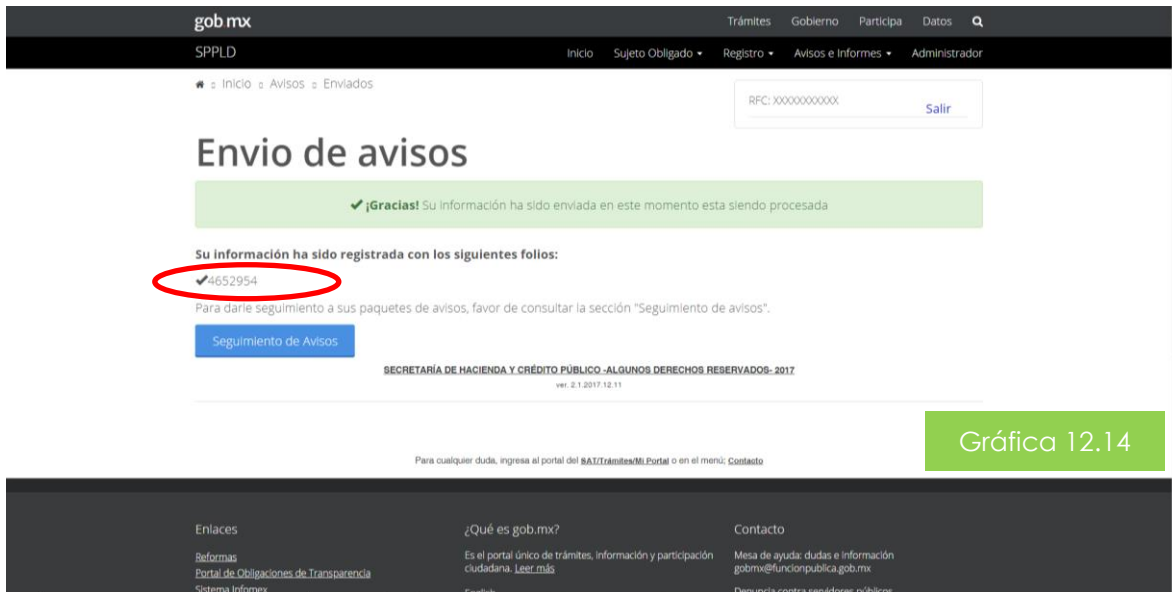 gob mx
Trámites Gobierno Participa Datos
SPPLD
Inicio Sujeto Obligado Registro Avisos e Informes Administrador
Inicio Avisos Enviados
RFC: XXXXXXXXXXX
Salir
Envio de avisos
¡Gracias! Su información ha sido enviada en este momento esta siendo procesada
Su información ha sido registrada con los siguientes folios:
4652954
Para darle seguimiento a sus paquetes de avisos, favor de consultar la sección "Seguimiento de avisos".
Seguimiento de Avisos
SECRETARÍA DE HACIENDA Y CRÉDITO PÚBLICO -ALGUNOS DERECHOS RESERVADOS- 2017
ver. 2.1.2017.12.11
Gráfica 12.14
Para cualquier duda, ingresa al portal del SAT/Trámites/Mi Portal o en el menú; Contacto
Enlaces
Reformas
Portal de Obligaciones de Transparencia
Sistema Infomex
¿Qué es gob.mx?
Es el portal único de trámites, información y participación
ciudadana. Leer más
English
Contacto
Mesa de ayuda: dudas e información
gobmx@funcionpublica.gob.mx
Denuncia contra servidores públicos